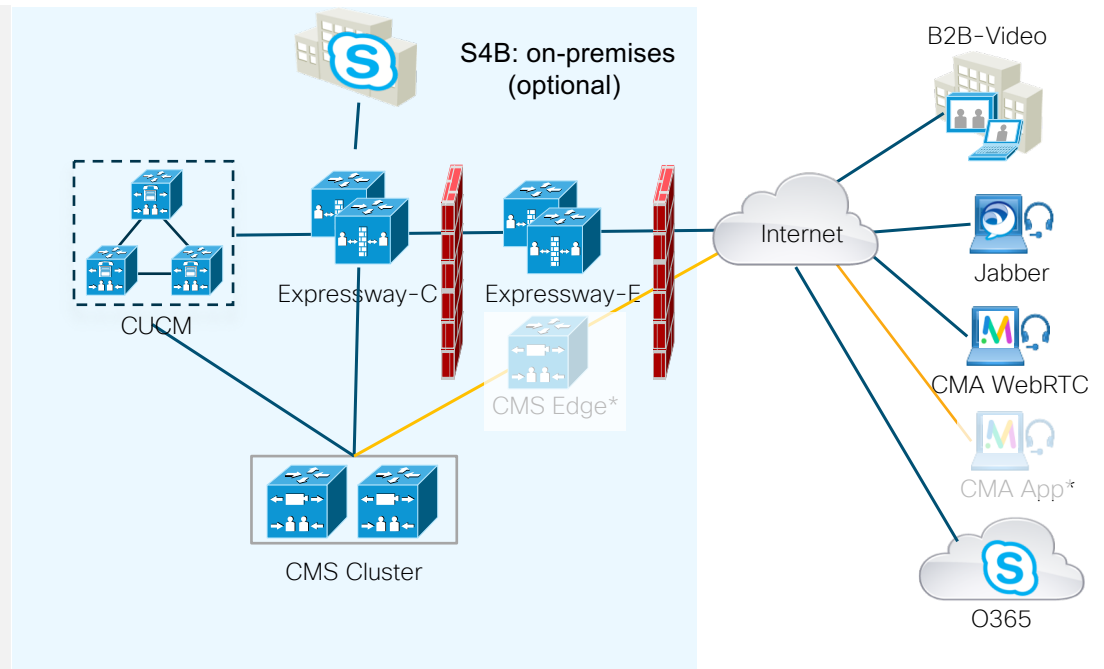 S4B: on-premises
(optional)
B2B-Video
Internet
Jabber
Expressway-C
Expressway-E
CUCM
CMA WebRTC
CMS Edge*
CMA App*
CMS Cluster
O365